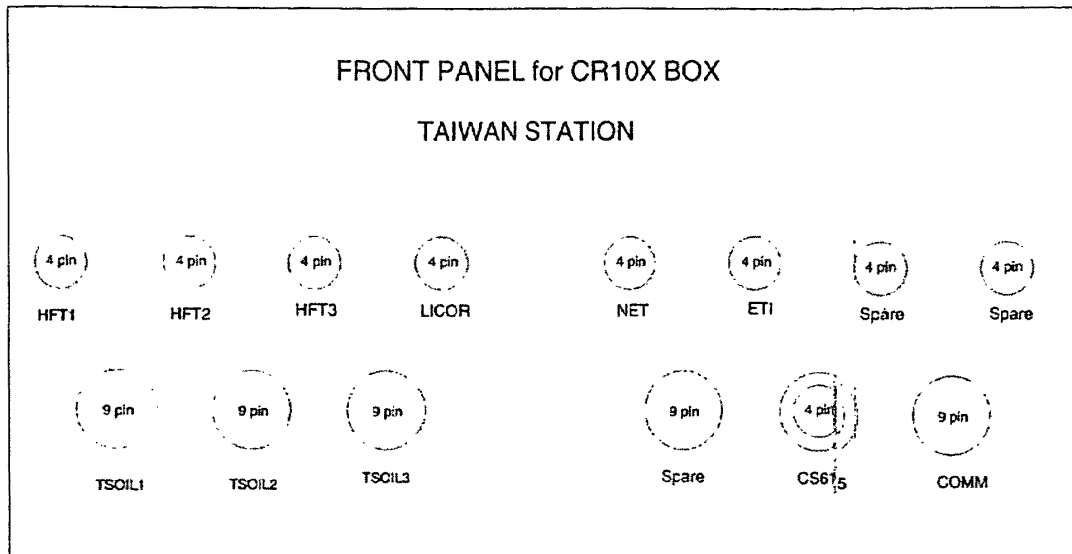 FRONT PANEL for CR10X BOX
TAIWAN STATION
4 pin 4 pin 4 pin 4 pin 4 pin 4 pin 4 pin 4 pin
HFT1 HFT2 HFT3 LICOR NET ETI Spare Spare
9 pin 9 pin 9 pin 9 pin 4 pin 9 pin
TSOIL1 TSOIL2 TSOIL3 Spare CS615 COMM